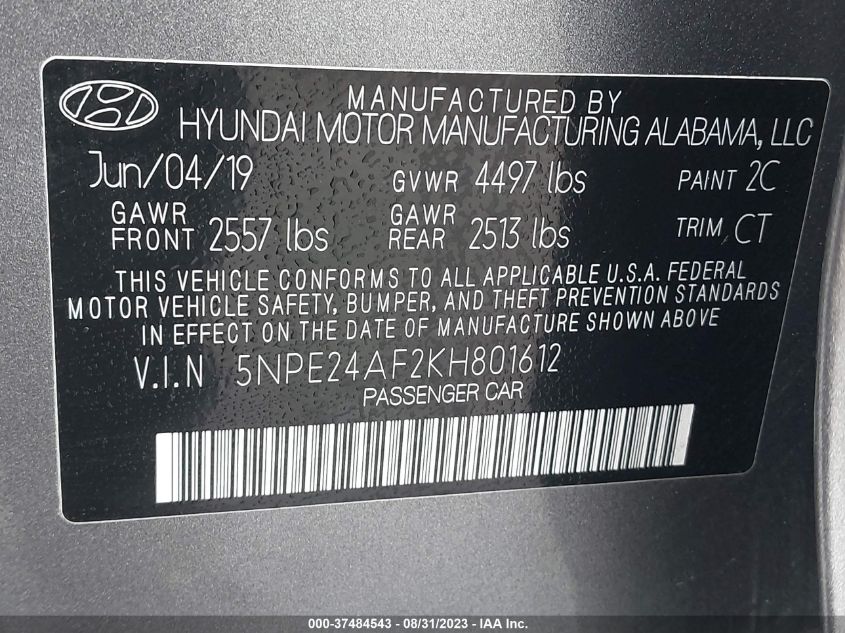 MANUFACTURED BY
HYUNDAI MOTOR MANUFACTURING ALABAMA, LLC
Jun/04/19 GVWR 4497 lbs PAINT 2C
GAWR FRONT 2557 lbs GAWR REAR 2513 lbs TRIM CT
THIS VEHICLE CONFORMS TO ALL APPLICABLE U.S.A. FEDERAL
MOTOR VEHICLE SAFETY, BUMPER, AND THEFT PREVENTION STANDARDS
IN EFFECT ON THE DATE OF MANUFACTURE SHOWN ABOVE
V.I.N 5NPE24AF2KH801612
PASSENGER CAR
000-37484543 - 08/31/2023 - IAA Inc.